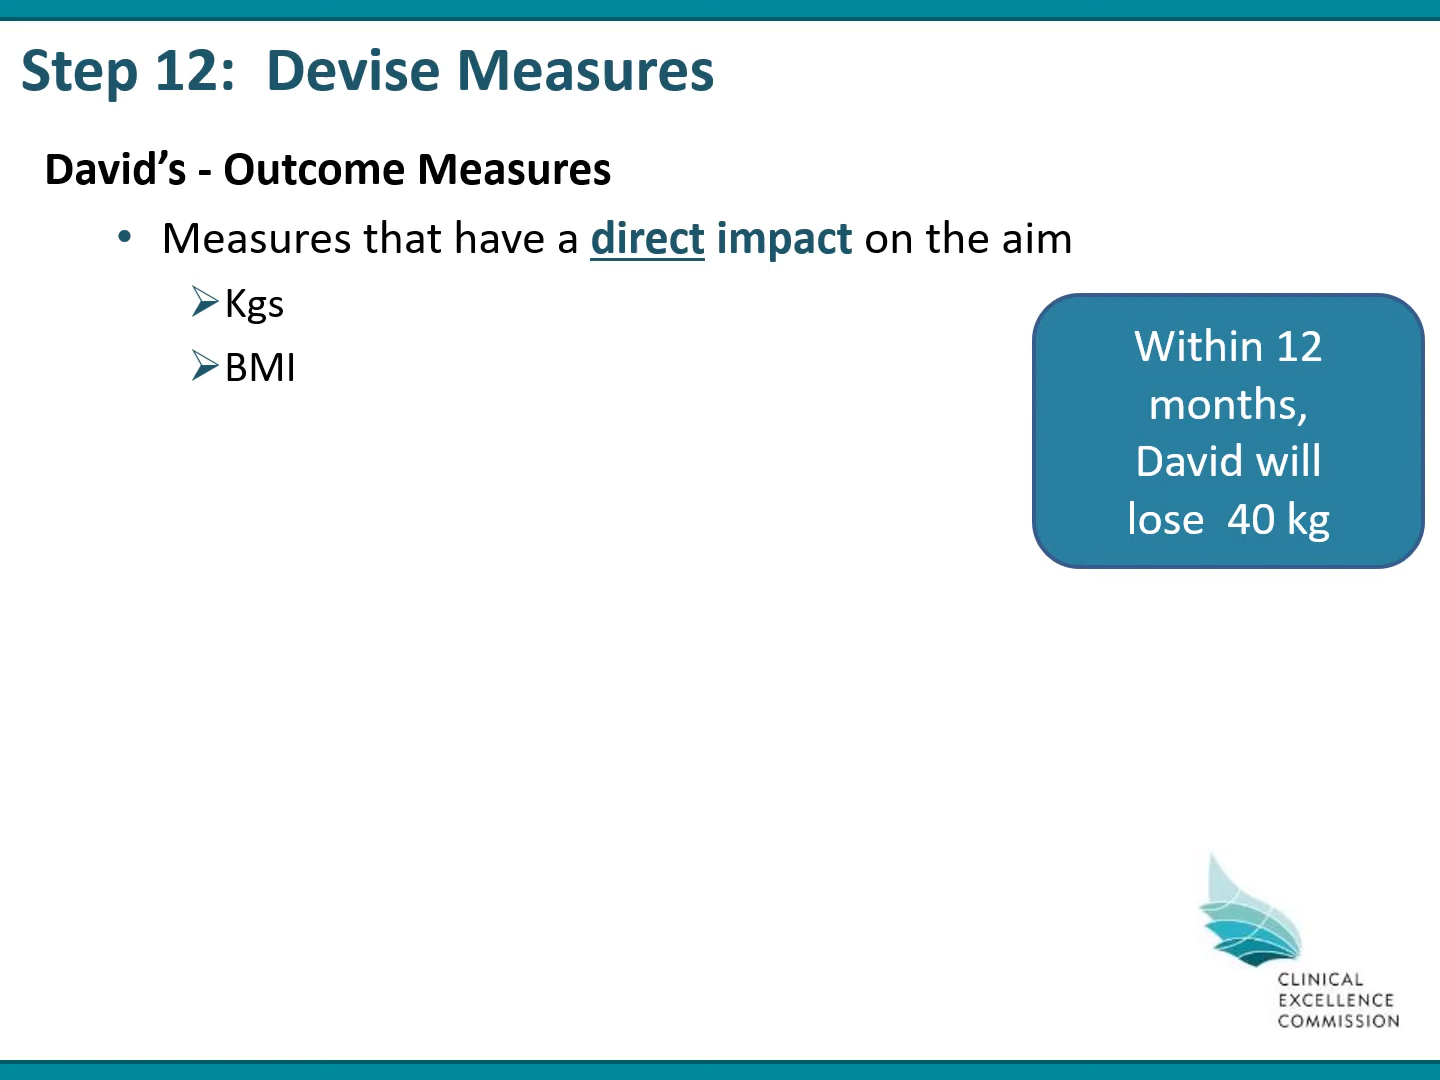 Step 12:  Devise Measures
David’s - Outcome Measures
• Measures that have a direct impact on the aim
➢Kgs
➢BMI
Within 12
months,
David will
lose  40 kg
CLINICAL
EXCELLENCE
COMMISSION